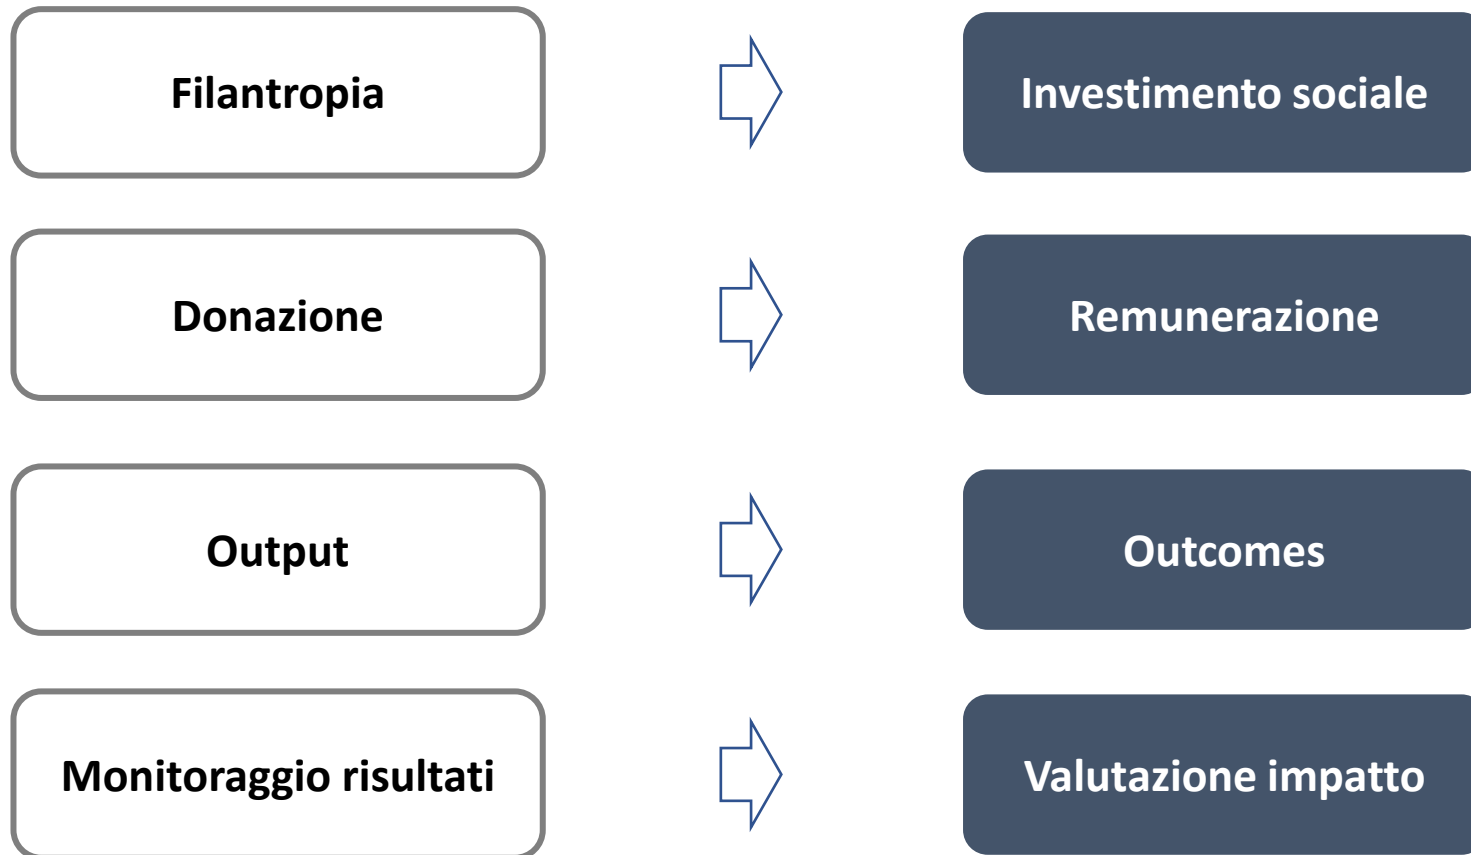 Filantropia
Investimento sociale
Donazione
Remunerazione
Output
Outcomes
Monitoraggio risultati
Valutazione impatto